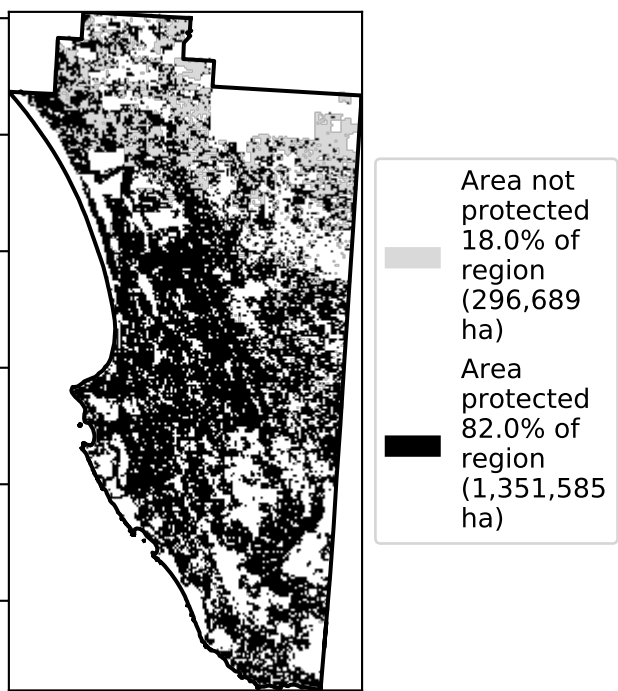 Area not
protected
18.0% of
region
(296,689
ha)
Area
protected
82.0% of
region
(1,351,585
ha)